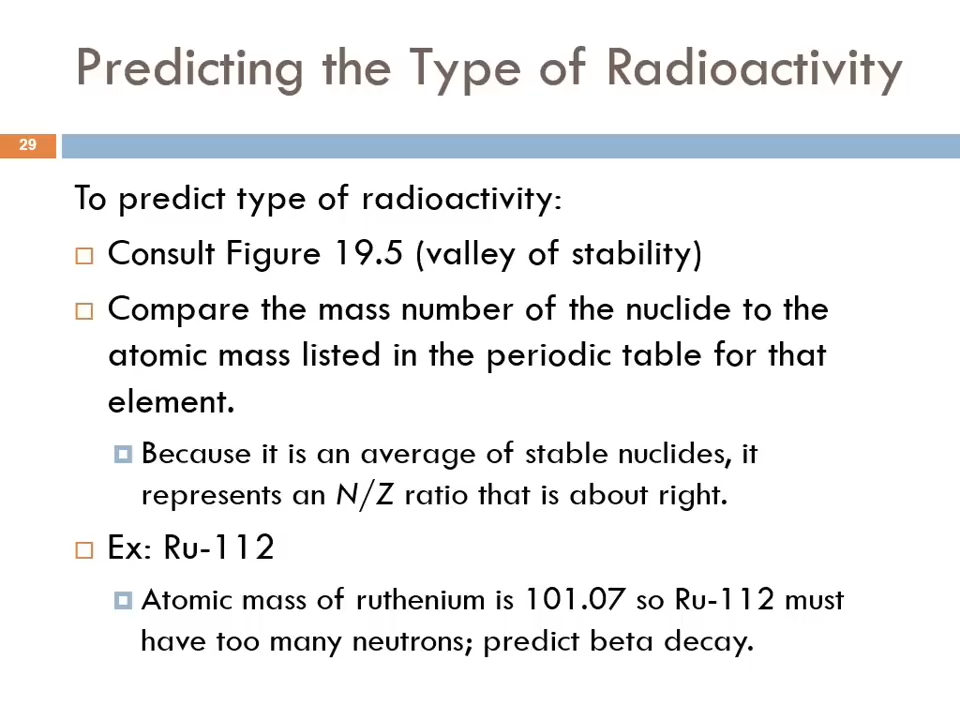 Predicting the Type of Radioactivity
29
To predict type of radioactivity:
Consult Figure 19.5 (valley of stability)
Compare the mass number of the nuclide to the
atomic mass listed in the periodic table for that
element.
Because it is an average of stable nuclides, it
represents an N/Z ratio that is about right.
Ex: Ru-112
Atomic mass of ruthenium is 101.07 so Ru-112 must
have too many neutrons; predict beta decay.